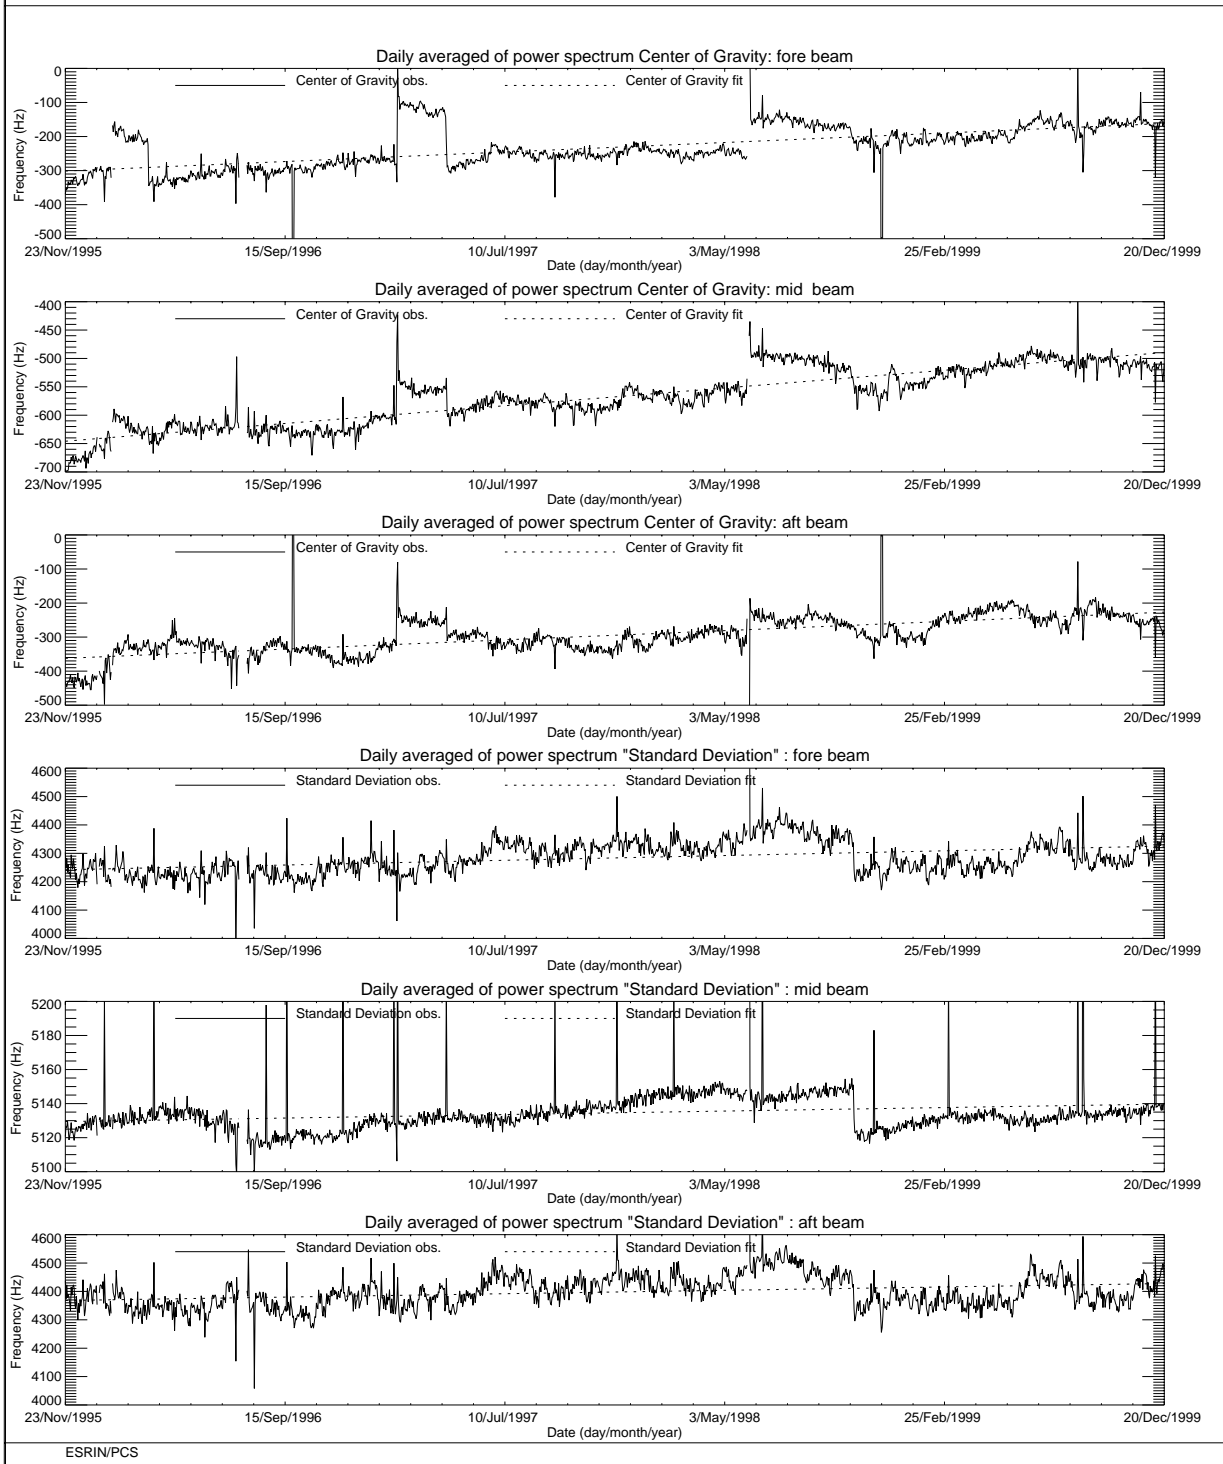 Daily averaged of power spectrum Center of Gravity: fore beam
Center of Gravity obs.
Center of Gravity fit
0
-100
-200
-300
-400
-500
Frequency (Hz)
23/Nov/1995
15/Sep/1996
10/Jul/1997
3/May/1998
25/Feb/1999
20/Dec/1999
Date (day/month/year)
Daily averaged of power spectrum Center of Gravity: mid beam
Center of Gravity obs.
Center of Gravity fit
-400
-450
-500
-550
-600
-650
-700
Frequency (Hz)
23/Nov/1995
15/Sep/1996
10/Jul/1997
3/May/1998
25/Feb/1999
20/Dec/1999
Date (day/month/year)
Daily averaged of power spectrum Center of Gravity: aft beam
Center of Gravity obs.
Center of Gravity fit
0
-100
-200
-300
-400
-500
Frequency (Hz)
23/Nov/1995
15/Sep/1996
10/Jul/1997
3/May/1998
25/Feb/1999
20/Dec/1999
Date (day/month/year)
Daily averaged of power spectrum "Standard Deviation" : fore beam
Standard Deviation obs.
Standard Deviation fit
4600
4500
4400
4300
4200
4100
4000
Frequency (Hz)
23/Nov/1995
15/Sep/1996
10/Jul/1997
3/May/1998
25/Feb/1999
20/Dec/1999
Date (day/month/year)
Daily averaged of power spectrum "Standard Deviation" : mid beam
Standard Deviation obs.
Standard Deviation fit
5200
5180
5160
5140
5120
5100
Frequency (Hz)
23/Nov/1995
15/Sep/1996
10/Jul/1997
3/May/1998
25/Feb/1999
20/Dec/1999
Date (day/month/year)
Daily averaged of power spectrum "Standard Deviation" : aft beam
Standard Deviation obs.
Standard Deviation fit
4600
4500
4400
4300
4200
4100
4000
Frequency (Hz)
23/Nov/1995
15/Sep/1996
10/Jul/1997
3/May/1998
25/Feb/1999
20/Dec/1999
Date (day/month/year)
ESRIN/PCS